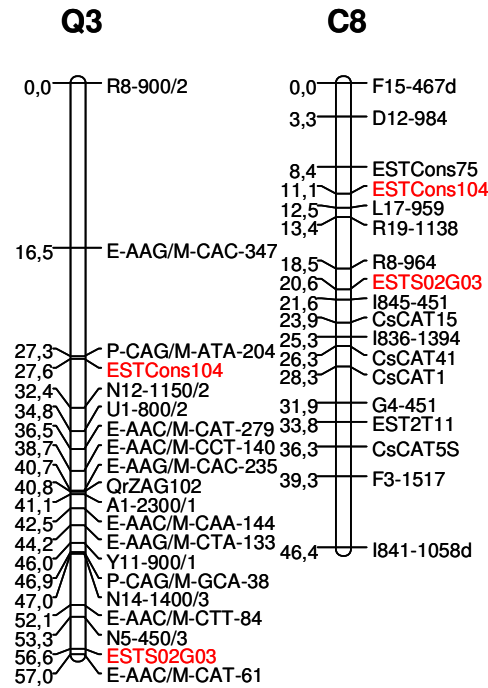 Q3
0,0 R8-900/2
16,5 E-AAG/M-CAC-347
27,3 P-CAG/M-ATA-204
27,6 ESTCons104
32,4 N12-1150/2
34,8 U1-800/2
36,5 E-AAC/M-CAT-279
38,7 E-AAC/M-CCT-140
40,7 E-AAG/M-CAC-235
40,8 QrZAG102
41,1 A1-2300/1
42,5 E-AAC/M-CAA-144
44,2 E-AAG/M-CTA-133
46,0 Y11-900/1
46,9 P-CAG/M-GCA-38
47,0 N14-1400/3
52,1 E-AAC/M-CTT-84
53,3 N5-450/3
56,6 ESTS02G03
57,0 E-AAC/M-CAT-61
C8
0,0 F15-467d
3,3 D12-984
8,4 ESTCons75
11,1 ESTCons104
12,5 L17-959
13,4 R19-1138
18,5 R8-964
20,6 ESTS02G03
21,6 I845-451
23,9 CsCAT15
25,3 I836-1394
26,3 CsCAT41
28,3 CsCAT1
31,9 G4-451
33,8 EST2T11
36,3 CsCAT5S
39,3 F3-1517
46,4 I841-1058d